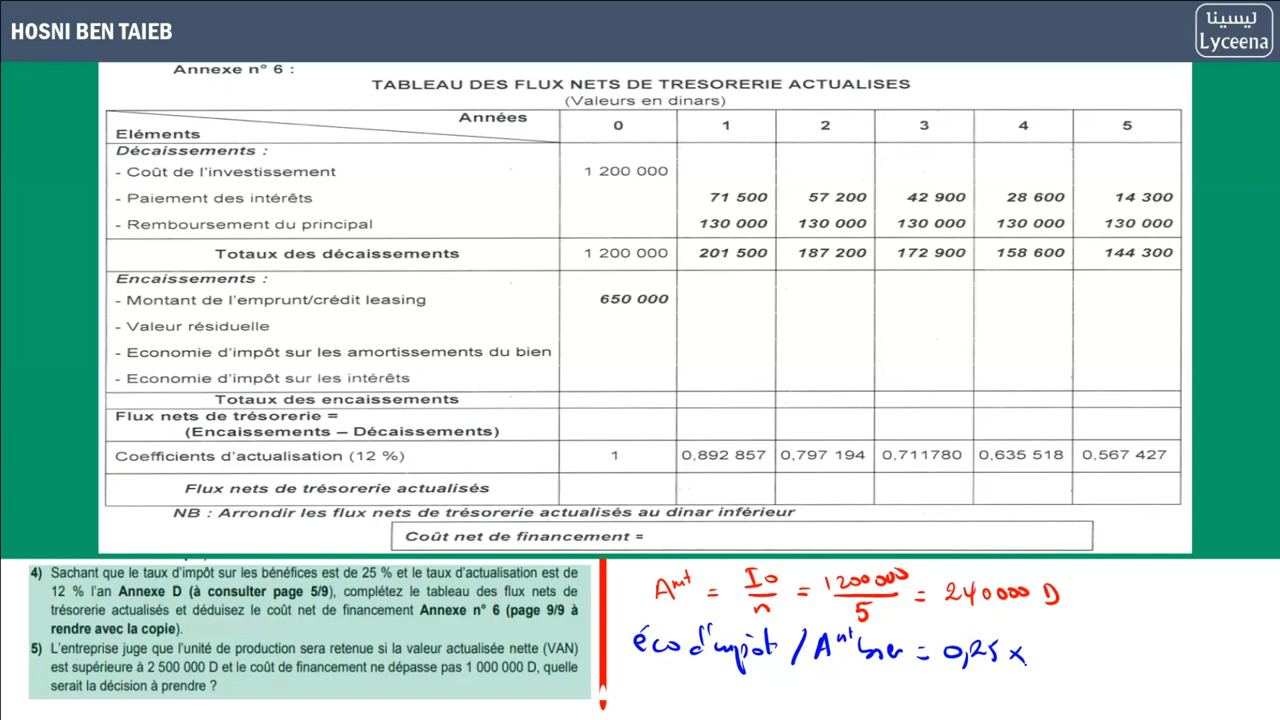 HOSNI BEN TAIEB
ليسينا
Lyceena
Annexe n° 6 :
TABLEAU DES FLUX NETS DE TRESORERIE ACTUALISES
(Valeurs en dinars)
Années
Eléments
0 1 2 3 4 5
Décaissements :
- Coût de l'investissement 1 200 000
- Paiement des intérêts 71 500 57 200 42 900 28 600 14 300
- Remboursement du principal 130 000 130 000 130 000 130 000 130 000
Totaux des décaissements 1 200 000 201 500 187 200 172 900 158 600 144 300
Encaissements :
- Montant de l'emprunt/crédit leasing 650 000
- Valeur résiduelle
- Economie d'impôt sur les amortissements du bien
- Economie d'impôt sur les intérêts
Totaux des encaissements
Flux nets de trésorerie =
(Encaissements – Décaissements)
Coefficients d'actualisation (12 %) 1 0,892 857 0,797 194 0,711780 0,635 518 0,567 427
Flux nets de trésorerie actualisés
NB : Arrondir les flux nets de trésorerie actualisés au dinar inférieur
Coût net de financement =
4) Sachant que le taux d'impôt sur les bénéfices est de 25 % et le taux d'actualisation est de
12 % l'an Annexe D (à consulter page 5/9), complétez le tableau des flux nets de
trésorerie actualisés et déduisez le coût net de financement Annexe n° 6 (page 9/9 à
rendre avec la copie).
5) L'entreprise juge que l'unité de production sera retenue si la valeur actualisée nette (VAN)
est supérieure à 2 500 000 D et le coût de financement ne dépasse pas 1 000 000 D, quelle
serait la décision à prendre ?
Amt = I0/n = 1200000/5 = 240000 D
éco d'impôt / Amt bien = 0,25 x